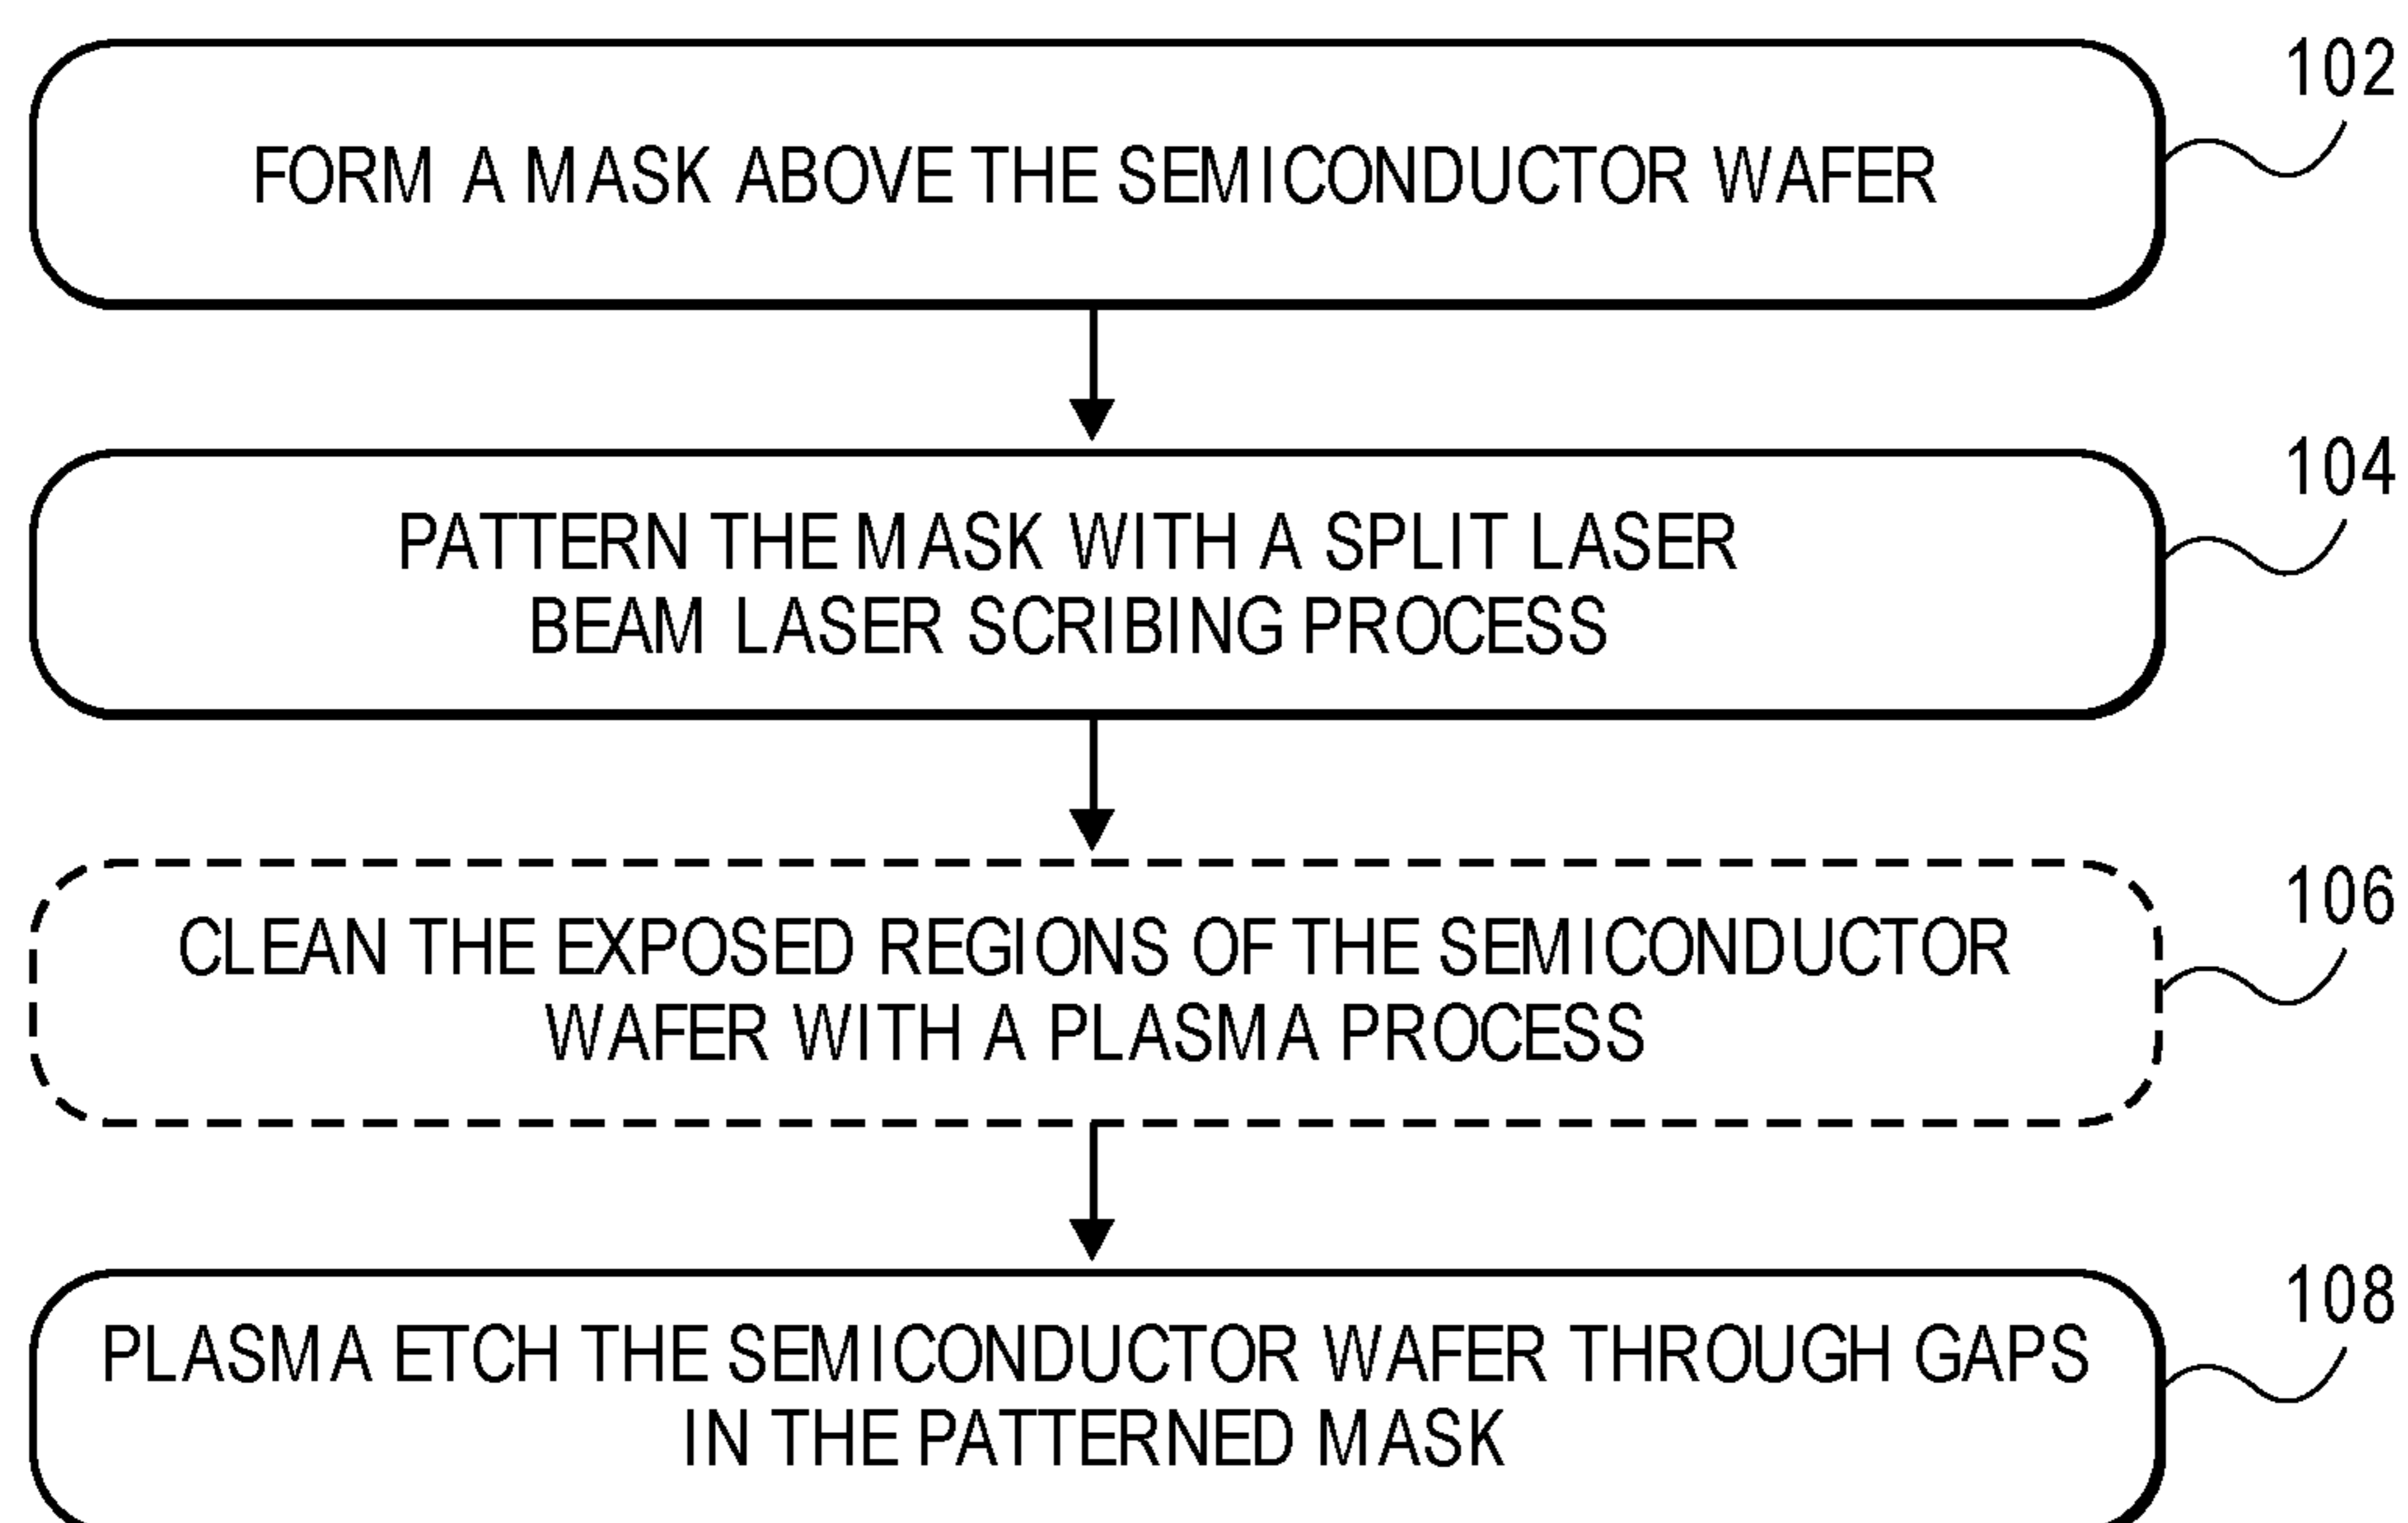 102
FORM A MASK ABOVE THE SEMICONDUCTOR WAFER
104
PATTERN THE MASK WITH A SPLIT LASER
BEAM LASER SCRIBING PROCESS
106
CLEAN THE EXPOSED REGIONS OF THE SEMICONDUCTOR
WAFER WITH A PLASMA PROCESS
108
PLASMA ETCH THE SEMICONDUCTOR WAFER THROUGH GAPS
IN THE PATTERNED MASK